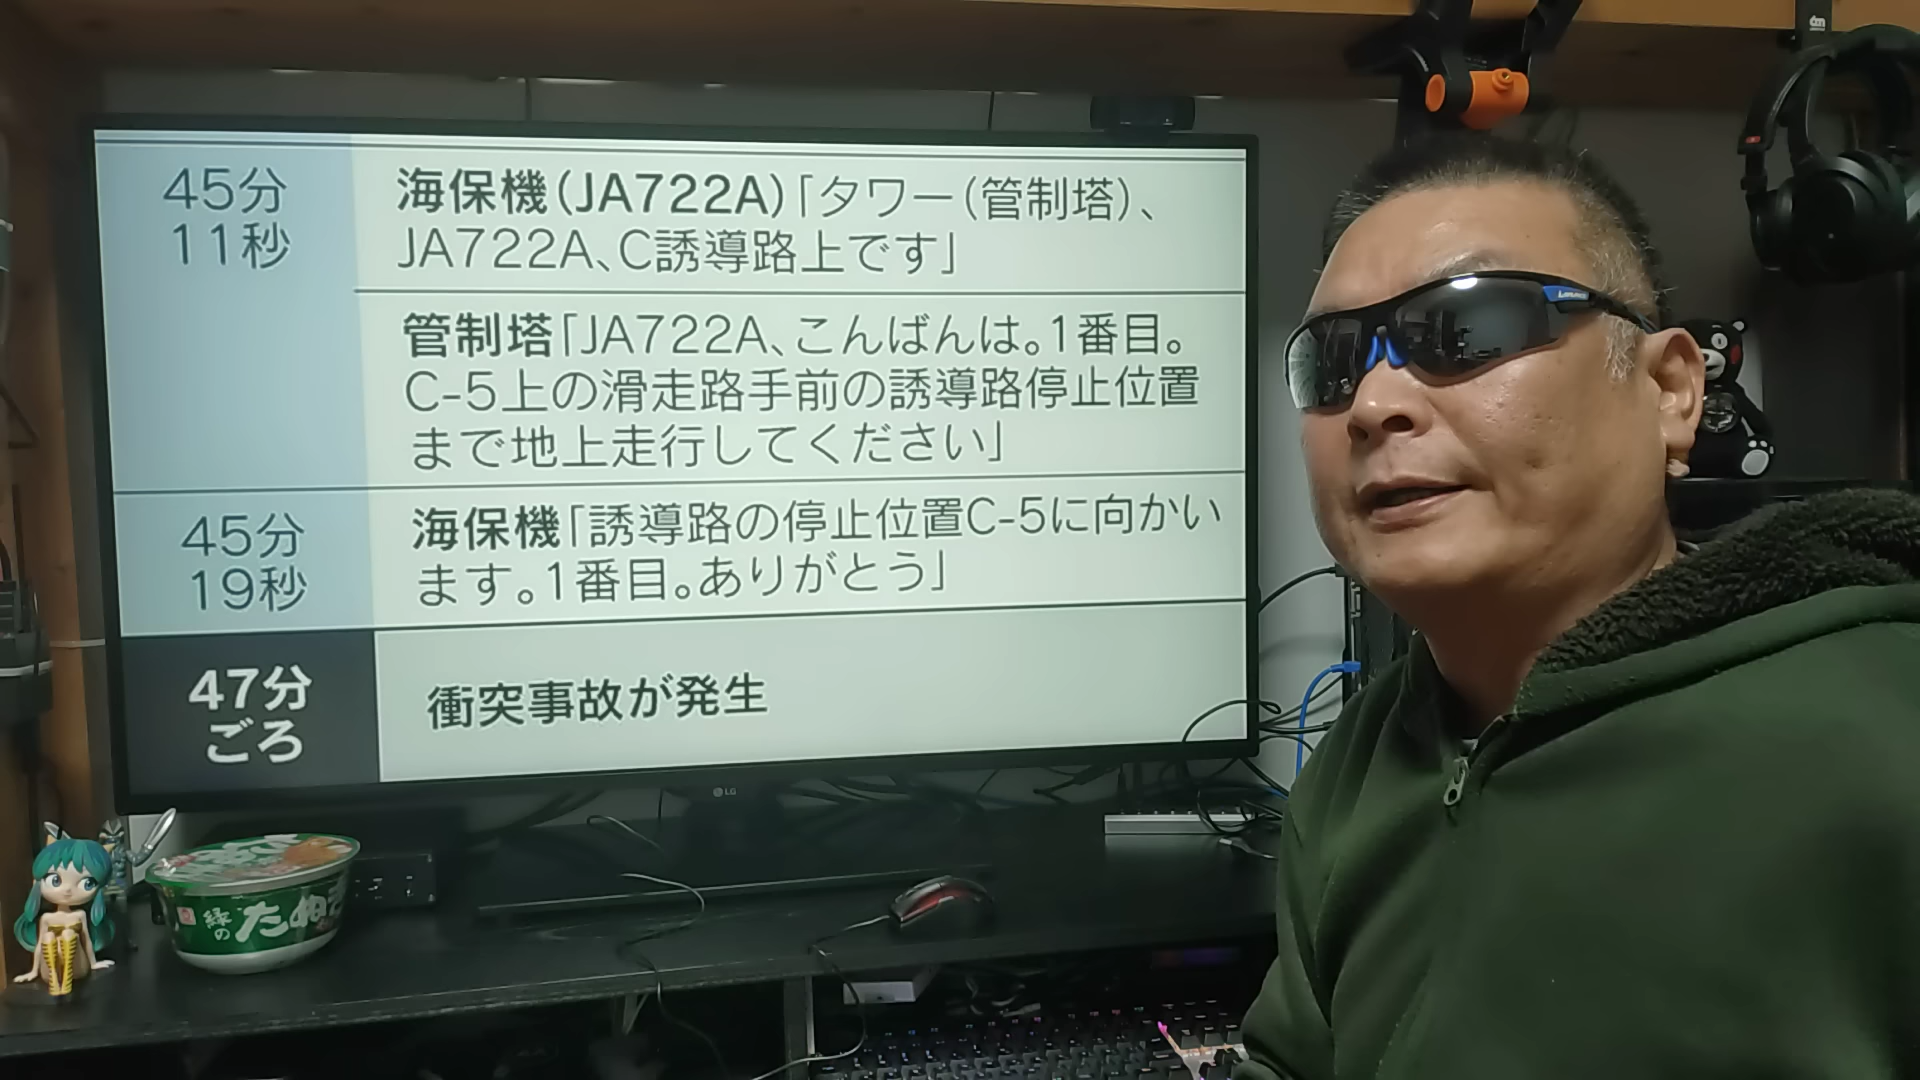 45分
11秒
海保機(JA722A)「タワー(管制塔)、
JA722A、C誘導路上です」
管制塔「JA722A、こんばんは。1番目。
C-5上の滑走路手前の誘導路停止位置
まで地上走行してください」
45分
19秒
海保機「誘導路の停止位置C-5に向かい
ます。1番目。ありがとう」
47分
ごろ
衝突事故が発生
LG
緑の
たぬき